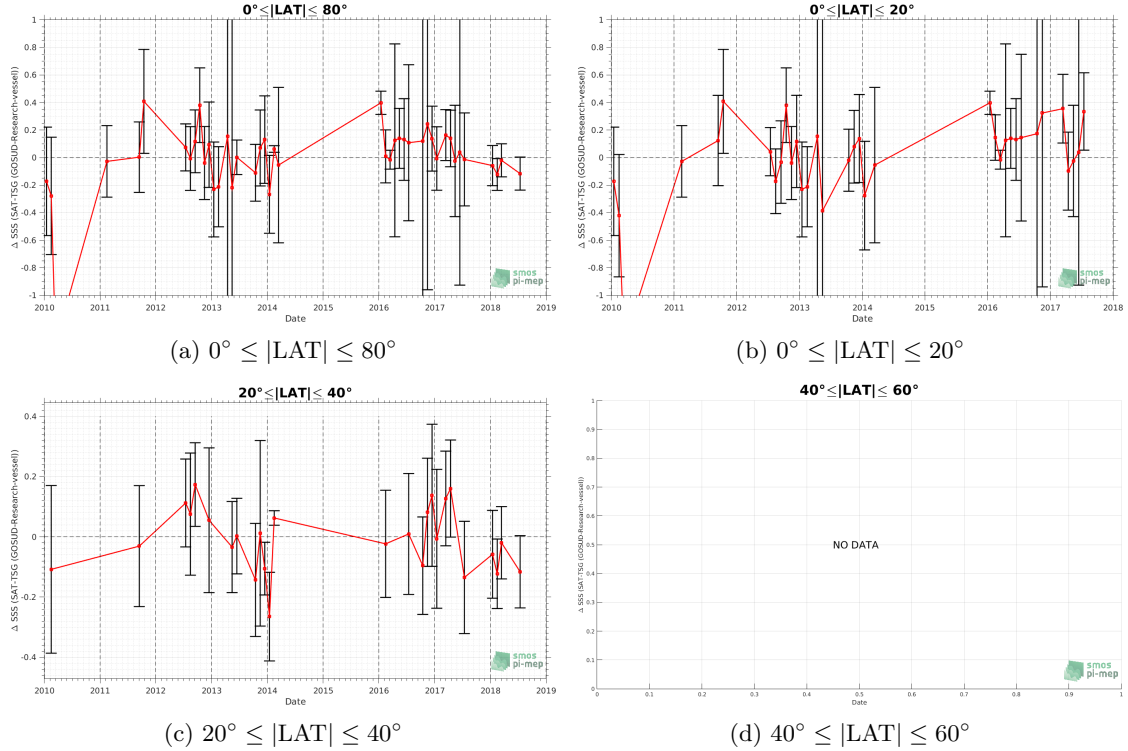 0°≤|LAT|≤ 80°
Δ SSS (SAT-TSG (GOSUD-Research-vessel))
1
0.8
0.6
0.4
0.2
0
-0.2
-0.4
-0.6
-0.8
-1
2010 2011 2012 2013 2014 2015 2016 2017 2018 2019
Date
smos
pi-mep
(a) 0° ≤ |LAT| ≤ 80°
0°≤|LAT|≤ 20°
Δ SSS (SAT-TSG (GOSUD-Research-vessel))
1
0.8
0.6
0.4
0.2
0
-0.2
-0.4
-0.6
-0.8
-1
2010 2011 2012 2013 2014 2015 2016 2017 2018
Date
smos
pi-mep
(b) 0° ≤ |LAT| ≤ 20°
20°≤|LAT|≤ 40°
Δ SSS (SAT-TSG (GOSUD-Research-vessel))
0.4
0.2
0
-0.2
-0.4
2010 2011 2012 2013 2014 2015 2016 2017 2018 2019
Date
smos
pi-mep
(c) 20° ≤ |LAT| ≤ 40°
40°≤|LAT|≤ 60°
Δ SSS (SAT-TSG (GOSUD-Research-vessel))
1
0.9
0.8
0.7
0.6
0.5
0.4
0.3
0.2
0.1
0
NO DATA
0 0.1 0.2 0.3 0.4 0.5 0.6 0.7 0.8 0.9 1
Date
smos
pi-mep
(d) 40° ≤ |LAT| ≤ 60°